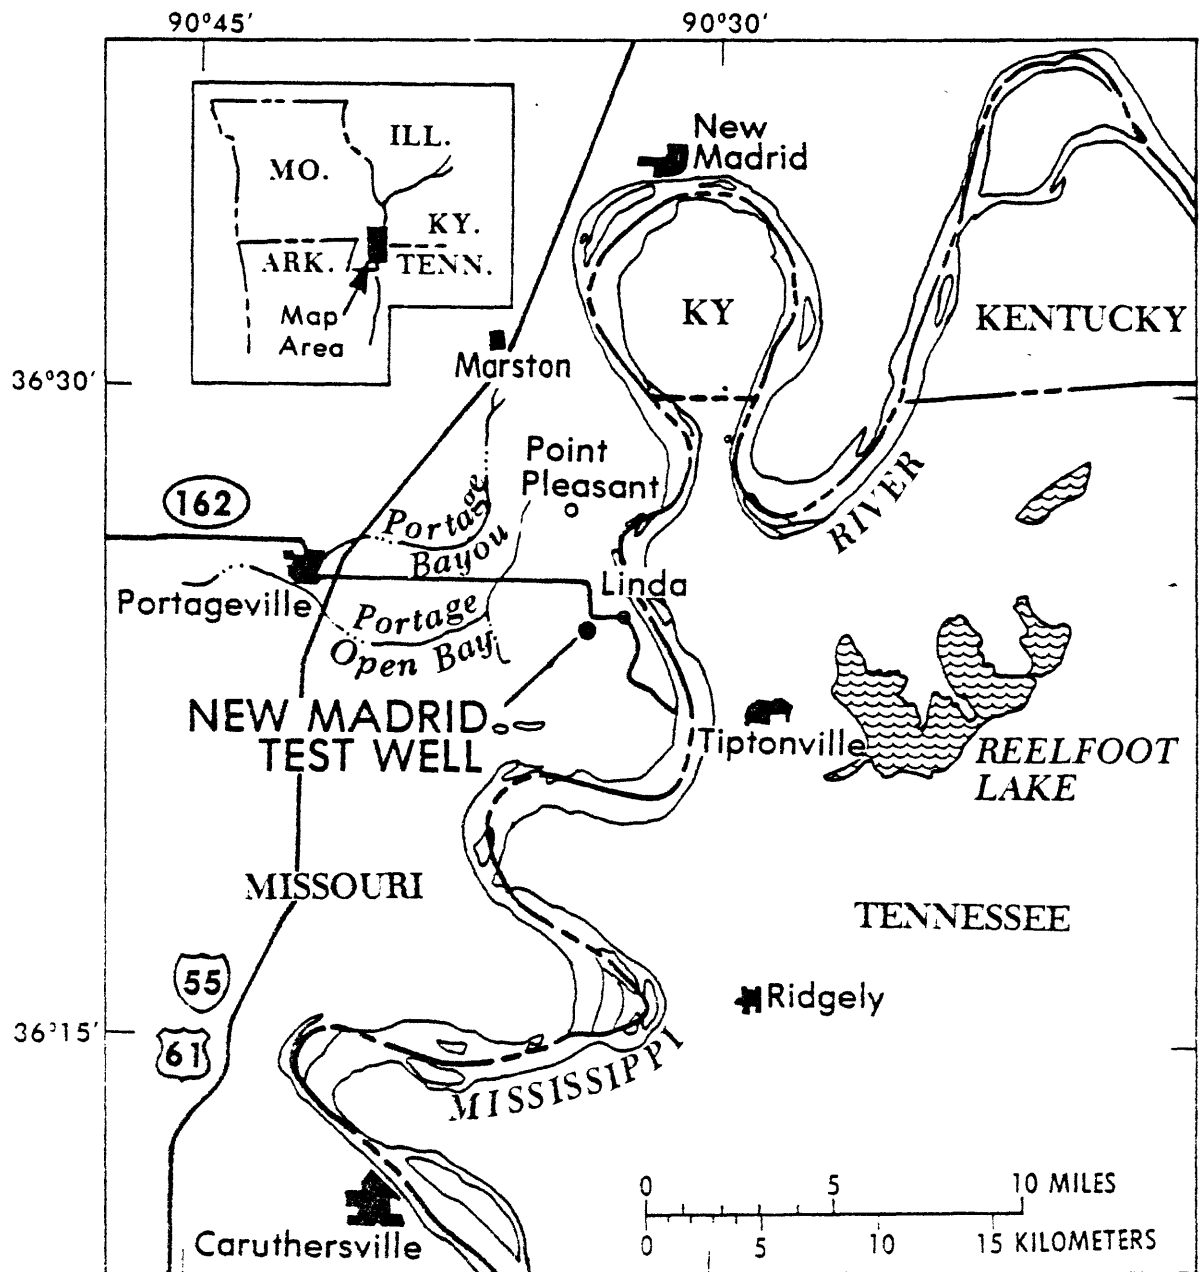 90°45'
90°30'
New
Madrid
ILL.
MO.
KY.
ARK.
TENN.
Map
Area
KY
KENTUCKY
Marston
36°30'
Point
Pleasant
162
Portage
Bayou
RIVER
Linda
Portageville
Portage
Open Bay
NEW MADRID
TEST WELL
Tiptonville
REELFOOT
LAKE
MISSOURI
TENNESSEE
55
Ridgely
36°15'
61
MISSISSIPPI
0 5 10 MILES
0 5 10 15 KILOMETERS
Caruthersville